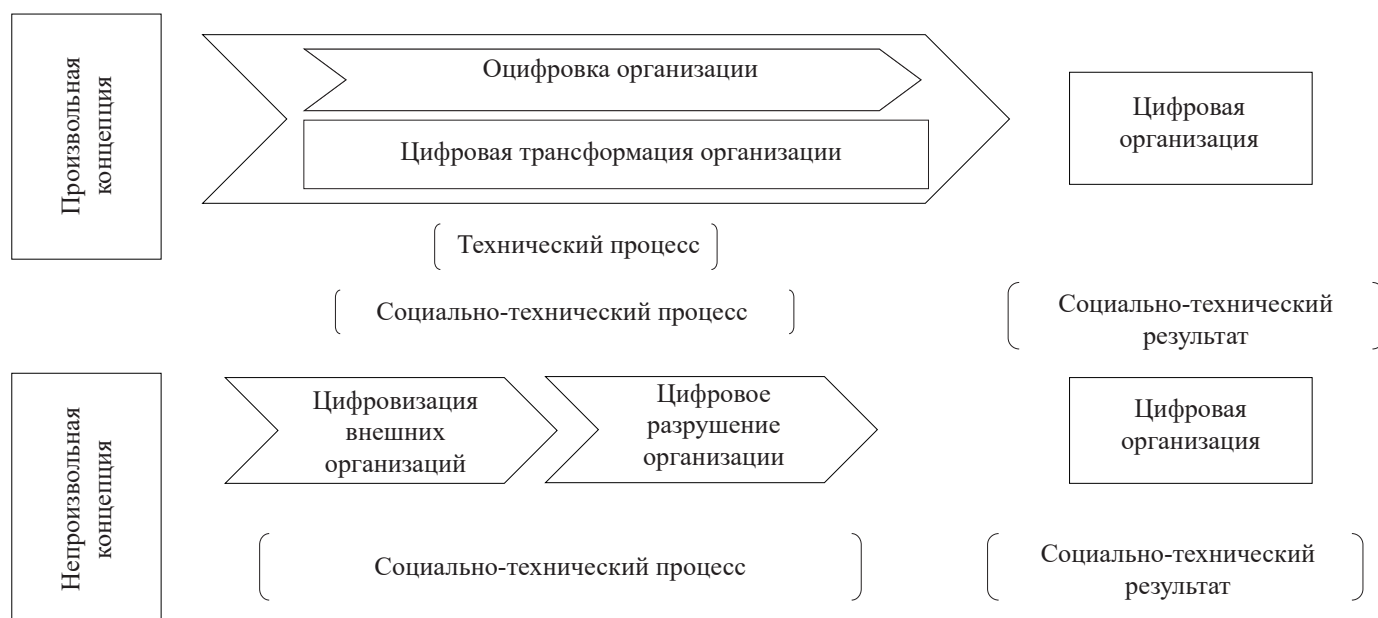 Произвольная
концепция
Оцифровка организации
Цифровая трансформация организации
Цифровая
организация
Технический процесс
Социально-технический процесс
Социально-технический
результат
Непроизвольная
концепция
Цифровизация
внешних
организаций
Цифровое
разрушение
организации
Цифровая
организация
Социально-технический процесс
Социально-технический
результат